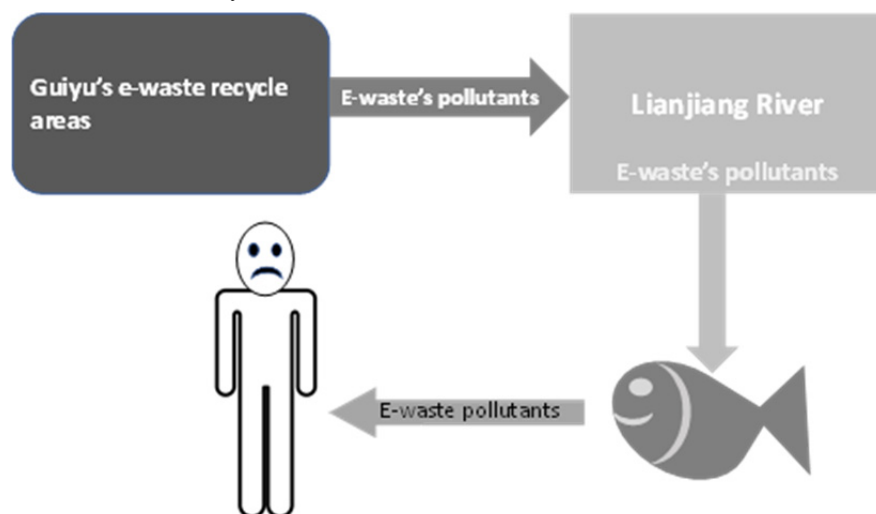 Guiyu's e-waste recycle
areas
E-waste's pollutants
Lianjiang River
E-waste's pollutants
E-waste pollutants